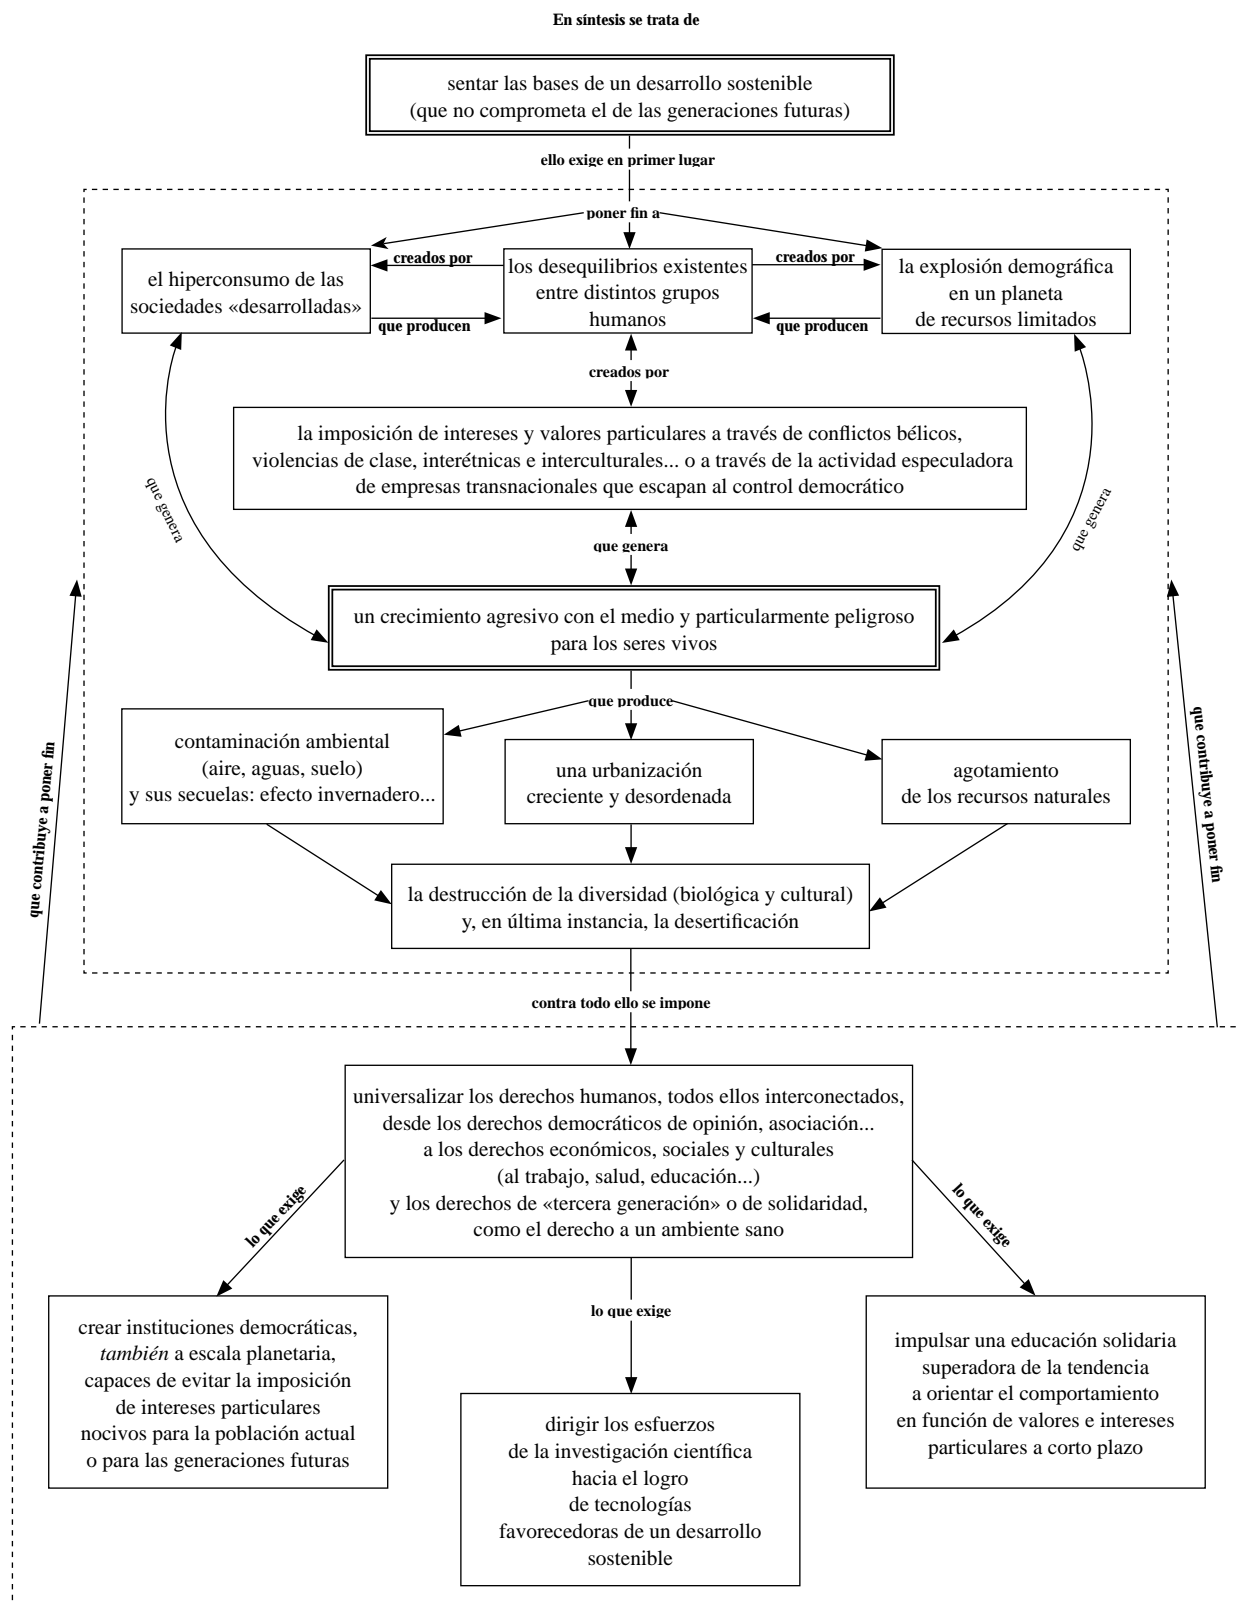 En síntesis se trata de
sentar las bases de un desarrollo sostenible
(que no comprometa el de las generaciones futuras)
ello exige en primer lugar
poner fin a
el hiperconsumo de las
sociedades «desarrolladas»
creados por
que producen
los desequilibrios existentes
entre distintos grupos
humanos
creados por
que producen
la explosión demográfica
en un planeta
de recursos limitados
creados por
la imposición de intereses y valores particulares a través de conflictos bélicos,
violencias de clase, interétnicas e interculturales... o a través de la actividad especuladora
de empresas transnacionales que escapan al control democrático
que genera
que genera
que genera
un crecimiento agresivo con el medio y particularmente peligroso
para los seres vivos
que produce
contaminación ambiental
(aire, aguas, suelo)
y sus secuelas: efecto invernadero...
una urbanización
creciente y desordenada
agotamiento
de los recursos naturales
la destrucción de la diversidad (biológica y cultural)
y, en última instancia, la desertificación
que contribuye a poner fin
que contribuye a poner fin
contra todo ello se impone
universalizar los derechos humanos, todos ellos interconectados,
desde los derechos democráticos de opinión, asociación...
a los derechos económicos, sociales y culturales
(al trabajo, salud, educación...)
y los derechos de «tercera generación» o de solidaridad,
como el derecho a un ambiente sano
lo que exige
lo que exige
lo que exige
crear instituciones democráticas,
también a escala planetaria,
capaces de evitar la imposición
de intereses particulares
nocivos para la población actual
o para las generaciones futuras
dirigir los esfuerzos
de la investigación científica
hacia el logro
de tecnologías
favorecedoras de un desarrollo
sostenible
impulsar una educación solidaria
superadora de la tendencia
a orientar el comportamiento
en función de valores e intereses
particulares a corto plazo